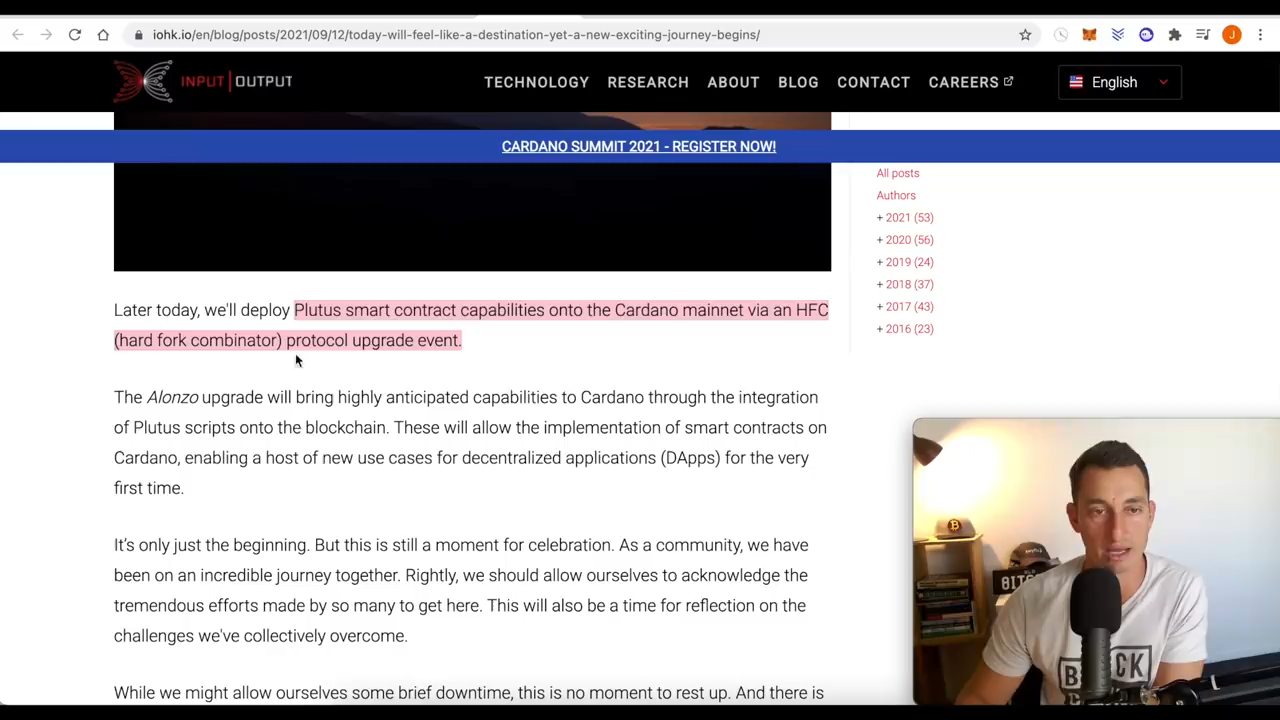 iohk.io/en/blog/posts/2021/09/12/today-will-feel-like-a-destination-yet-a-new-exciting-journey-begins/
J
INPUT | OUTPUT
TECHNOLOGY RESEARCH ABOUT BLOG CONTACT CAREERS
English
CARDANO SUMMIT 2021 - REGISTER NOW!
All posts
Authors
+ 2021 (53)
+ 2020 (56)
+ 2019 (24)
+ 2018 (37)
+ 2017 (43)
+ 2016 (23)
Later today, we'll deploy Plutus smart contract capabilities onto the Cardano mainnet via an HFC
(hard fork combinator) protocol upgrade event.
The Alonzo upgrade will bring highly anticipated capabilities to Cardano through the integration
of Plutus scripts onto the blockchain. These will allow the implementation of smart contracts on
Cardano, enabling a host of new use cases for decentralized applications (DApps) for the very
first time.
It's only just the beginning. But this is still a moment for celebration. As a community, we have
been on an incredible journey together. Rightly, we should allow ourselves to acknowledge the
tremendous efforts made by so many to get here. This will also be a time for reflection on the
challenges we've collectively overcome.
While we might allow ourselves some brief downtime, this is no moment to rest up. And there is